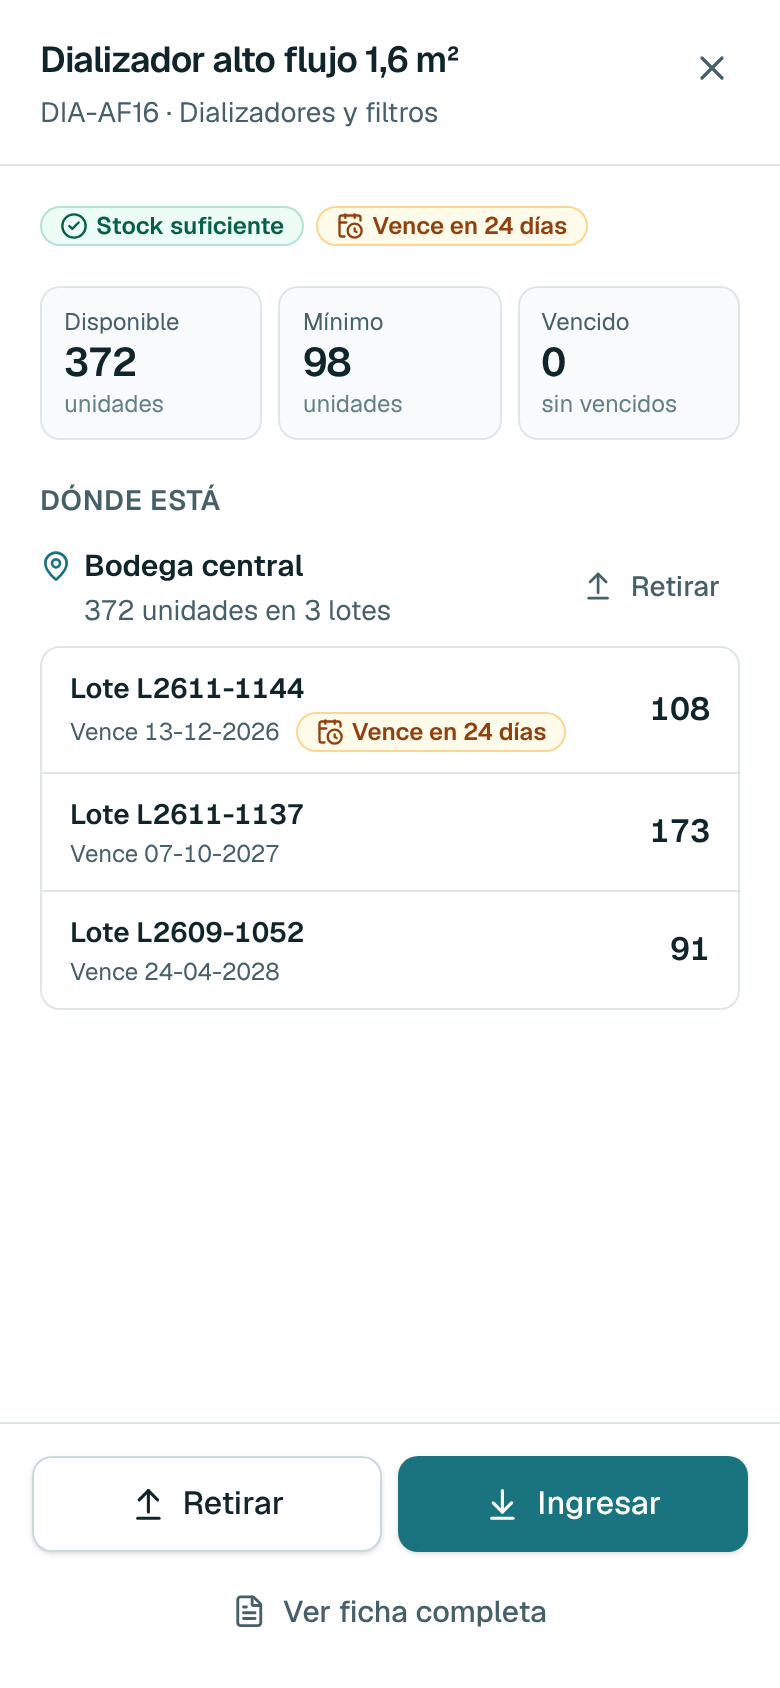 Dializador alto flujo 1,6 m²
DIA-AF16 · Dializadores y filtros
Stock suficiente
Vence en 24 días
Disponible
372
unidades
Mínimo
98
unidades
Vencido
0
sin vencidos
DÓNDE ESTÁ
Bodega central
372 unidades en 3 lotes
Retirar
Lote L2611-1144
Vence 13-12-2026
Vence en 24 días
108
Lote L2611-1137
Vence 07-10-2027
173
Lote L2609-1052
Vence 24-04-2028
91
Retirar
Ingresar
Ver ficha completa